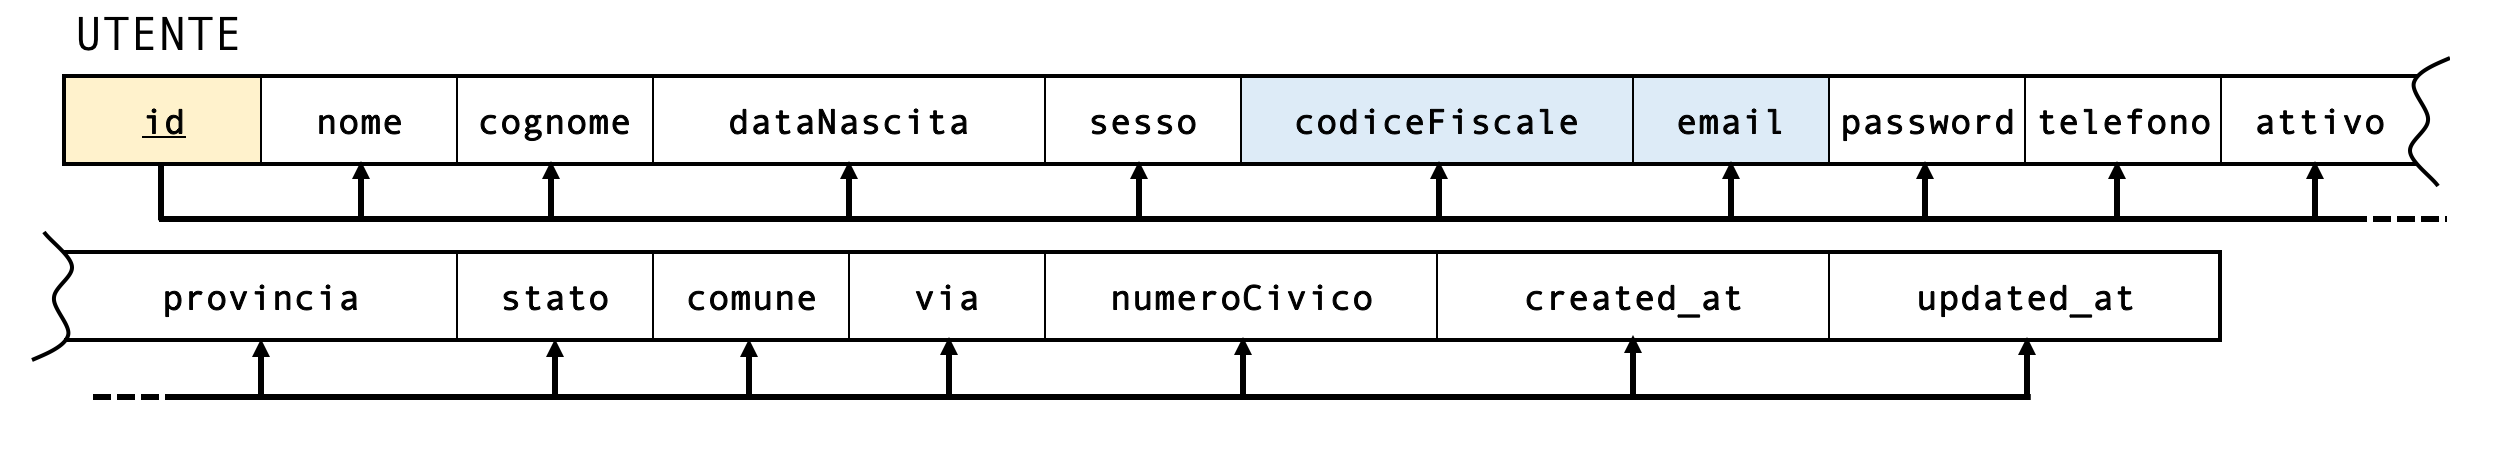 UTENTE
id nome cognome dataNascita sesso codiceFiscale email password telefono attivo
provincia stato comune via numeroCivico created_at updated_at